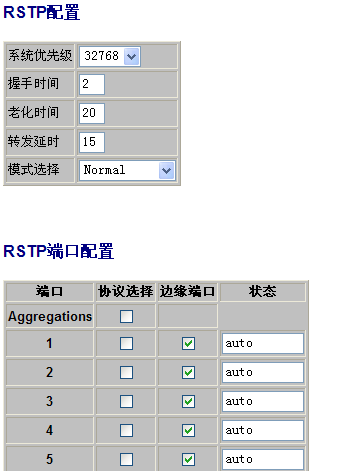 RSTP配置
系统优先级 32768
握手时间 2
老化时间 20
转发延时 15
模式选择 Normal
RSTP端口配置
端口 协议选择 边缘端口 状态
Aggregations
1 auto
2 auto
3 auto
4 auto
5 auto